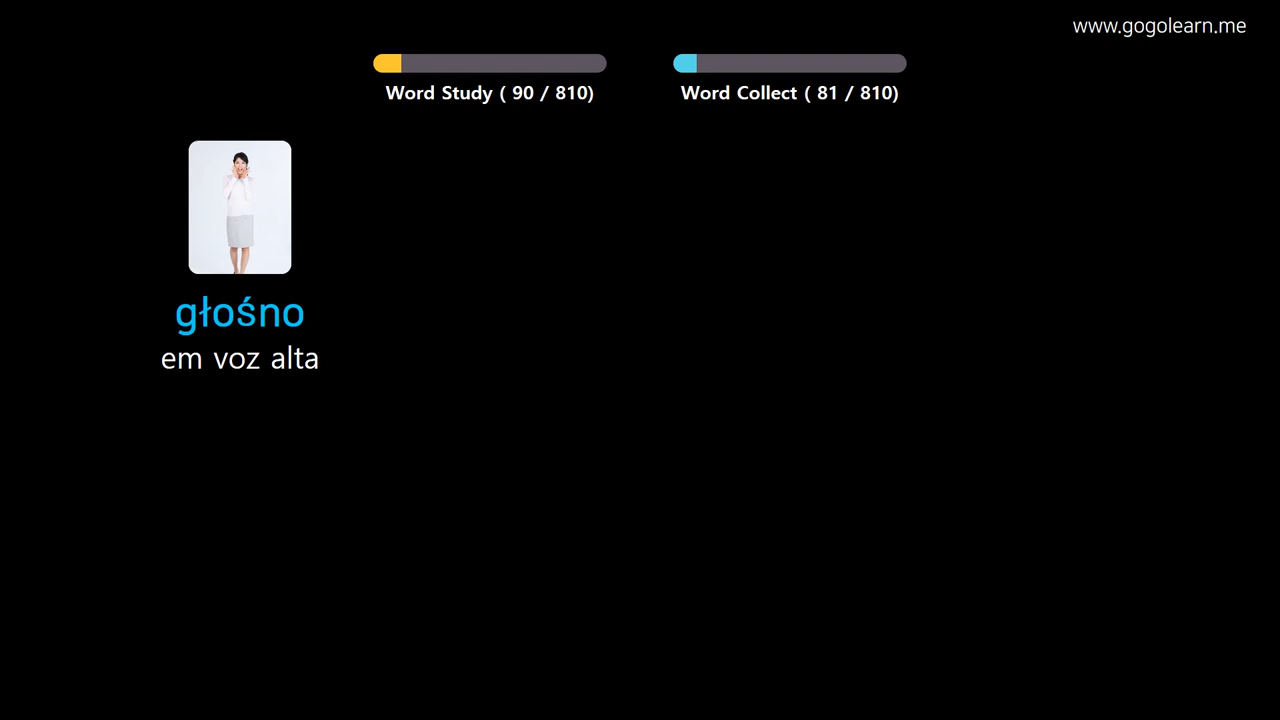 www.gogolearn.me
Word Study ( 90 / 810)
Word Collect ( 81 / 810)
głośno
em voz alta